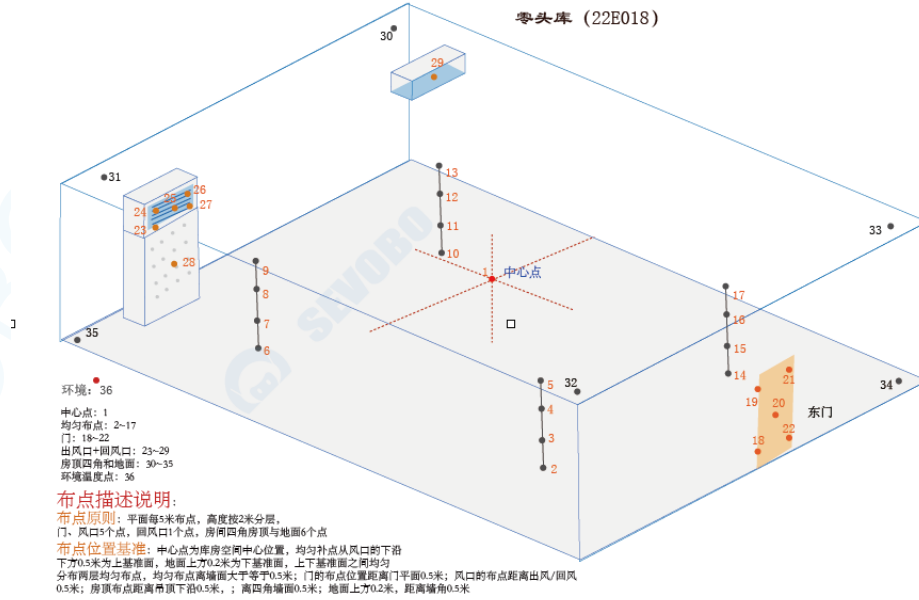 零头库 (22E018)
30
29
31
13
26
25
12
24
27
23
11
33
10
28
9
1
中心点
8
17
16
7
15
6
35
14
5
32
21
34
环境: 36
4
19
20
东门
中心点: 1
均匀布点: 2~17
3
22
门: 18~22
18
出风口+回风口: 23~29
2
房顶四角和地面: 30~35
环境温度点: 36
SEWOBO
布点描述说明:
布点原则: 平面每5米布点, 高度按2米分层,
门、风口5个点, 回风口1个点, 房间四角房顶与地面6个点
布点位置基准: 中心点为库房空间中心位置, 均匀补点从风口的下沿
下方0.5米为上基准面, 地面上方0.2米为下基准面, 上下基准面之间均匀
分布两层均匀布点, 均匀布点离墙面大于等于0.5米; 门的布点位置距离门平面0.5米; 风口的布点距离出风/回风
0.5米; 房顶布点距离吊顶下沿0.5米, ; 离四角墙面0.5米; 地面上方0.2米, 距离墙角0.5米